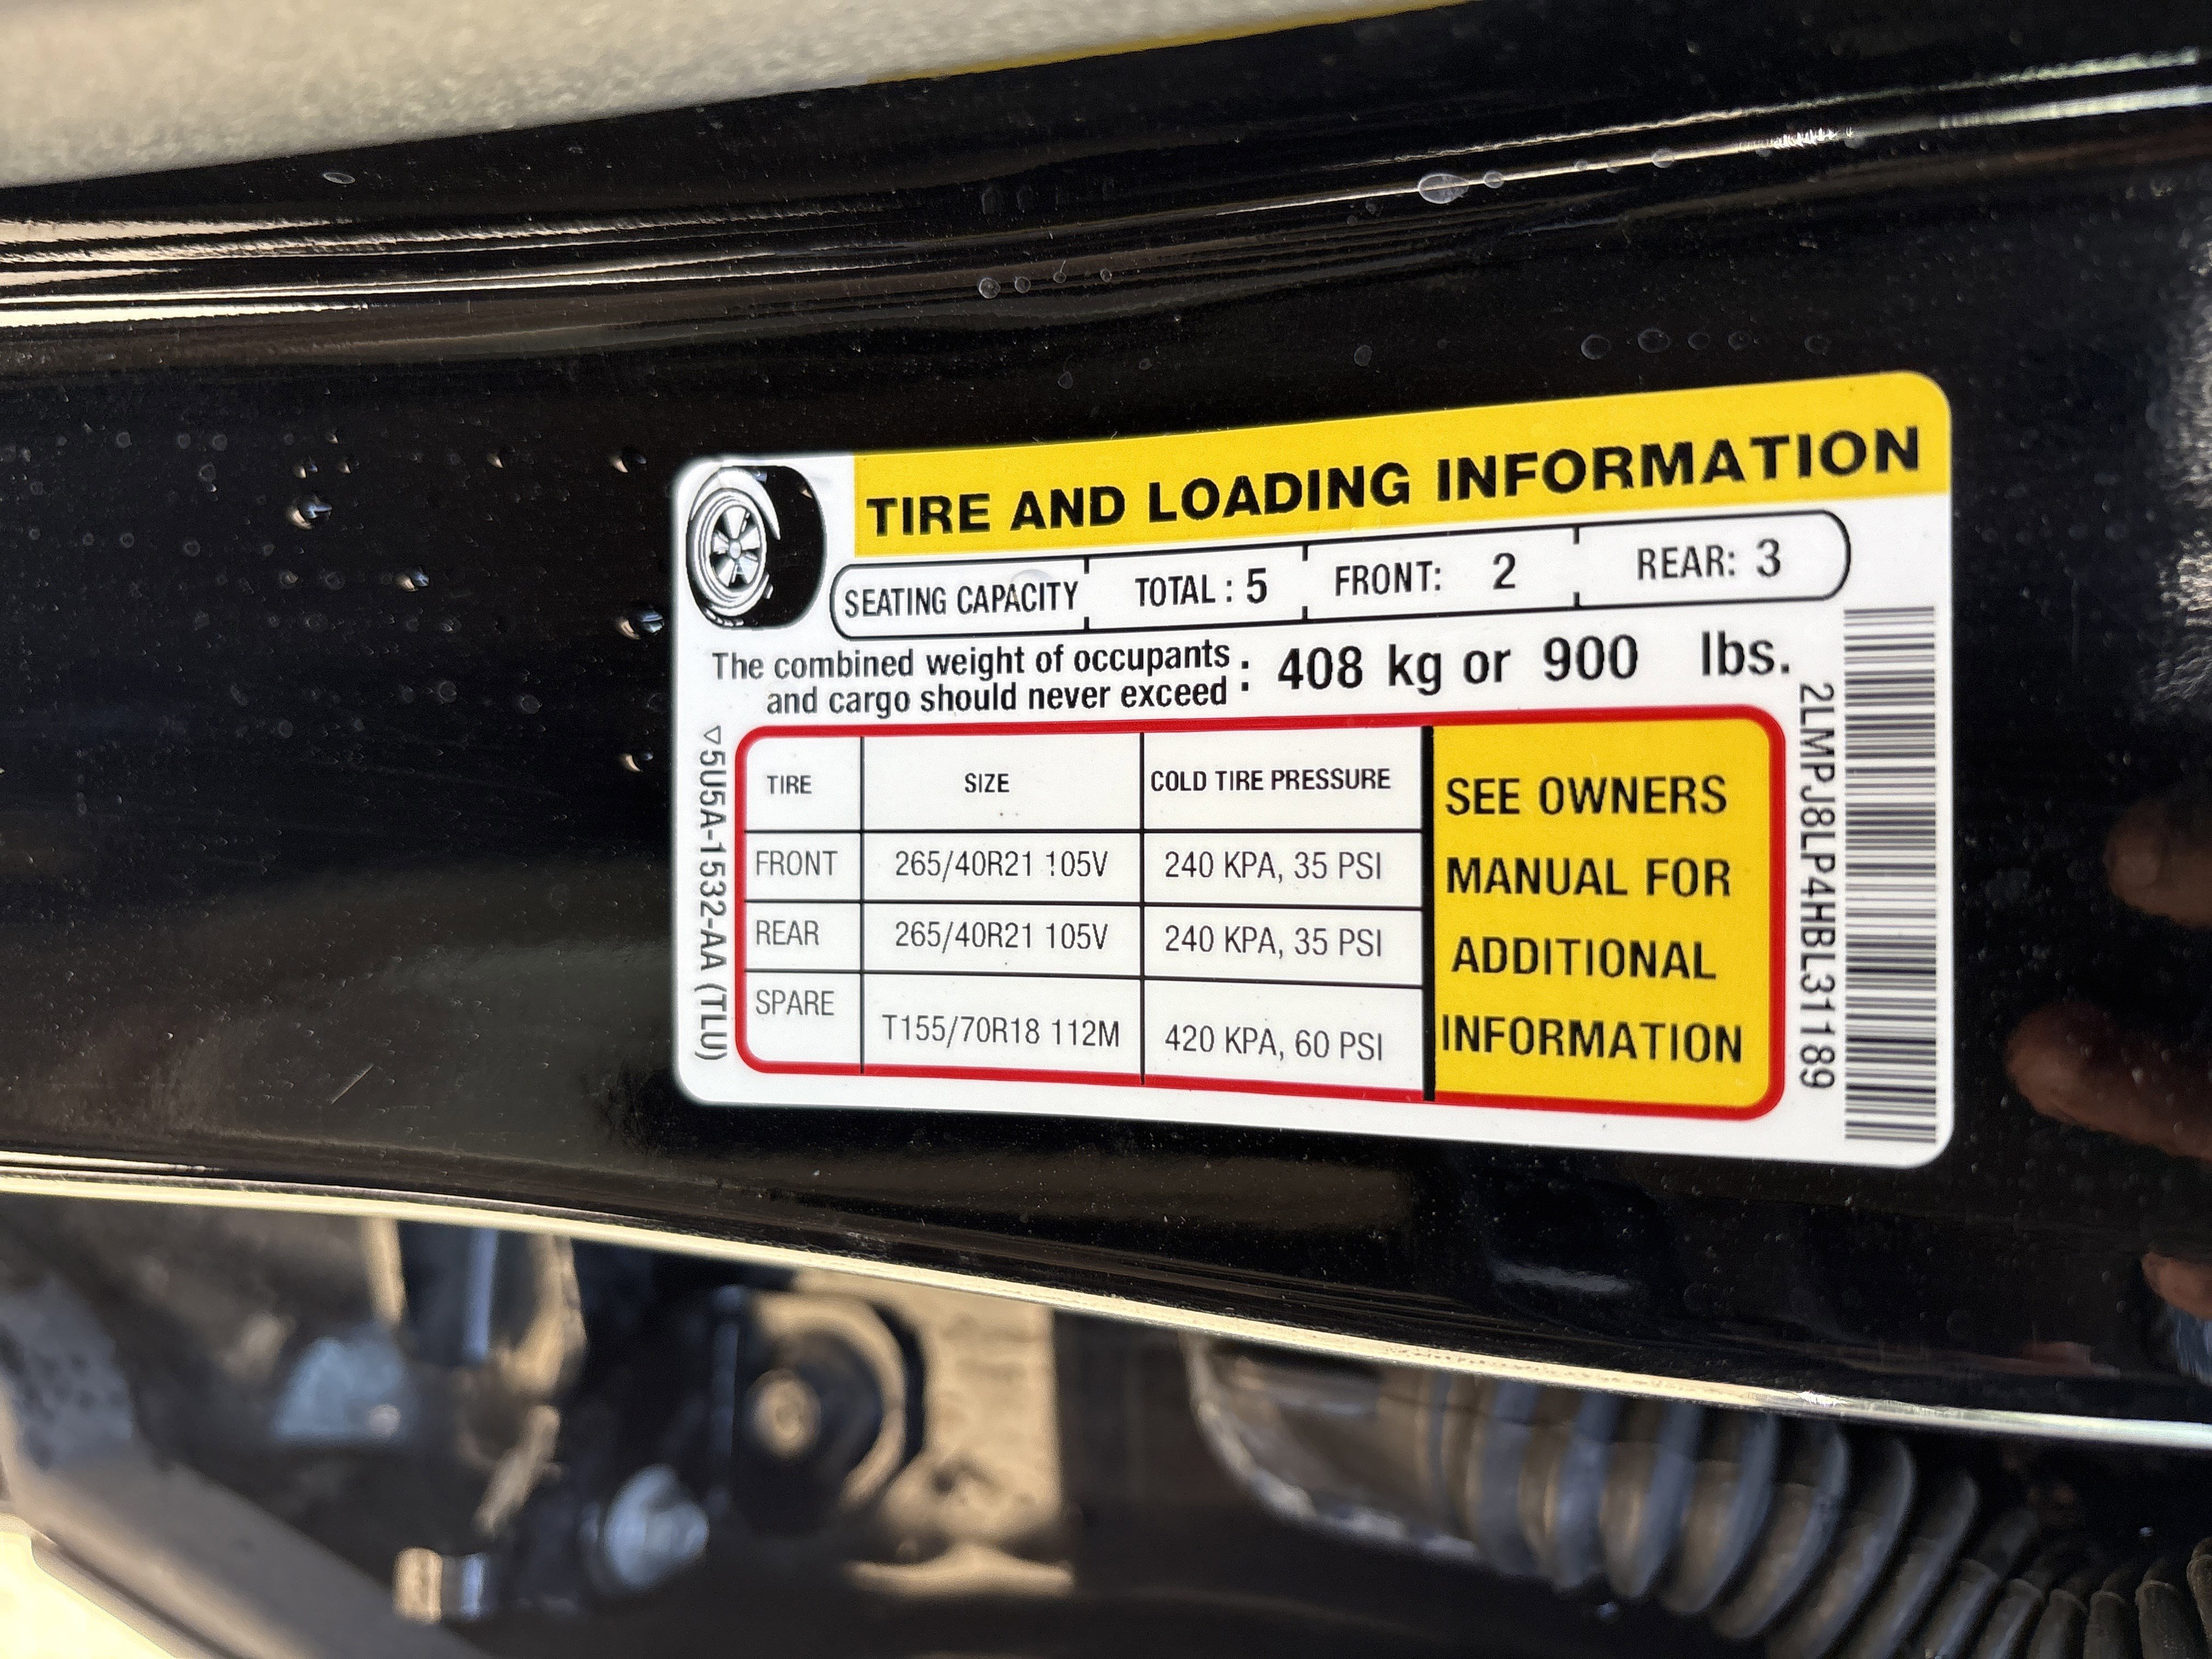 TIRE AND LOADING INFORMATION
SEATING CAPACITY TOTAL : 5 FRONT: 2 REAR: 3
The combined weight of occupants
and cargo should never exceed : 408 kg or 900 lbs.
TIRE SIZE COLD TIRE PRESSURE
FRONT 265/40R21 105V 240 KPA, 35 PSI
REAR 265/40R21 105V 240 KPA, 35 PSI
SPARE T155/70R18 112M 420 KPA, 60 PSI
SEE OWNERS
MANUAL FOR
ADDITIONAL
INFORMATION
5U5A-1532-AA (TLU)
2LMPJ8LP4HBL31189